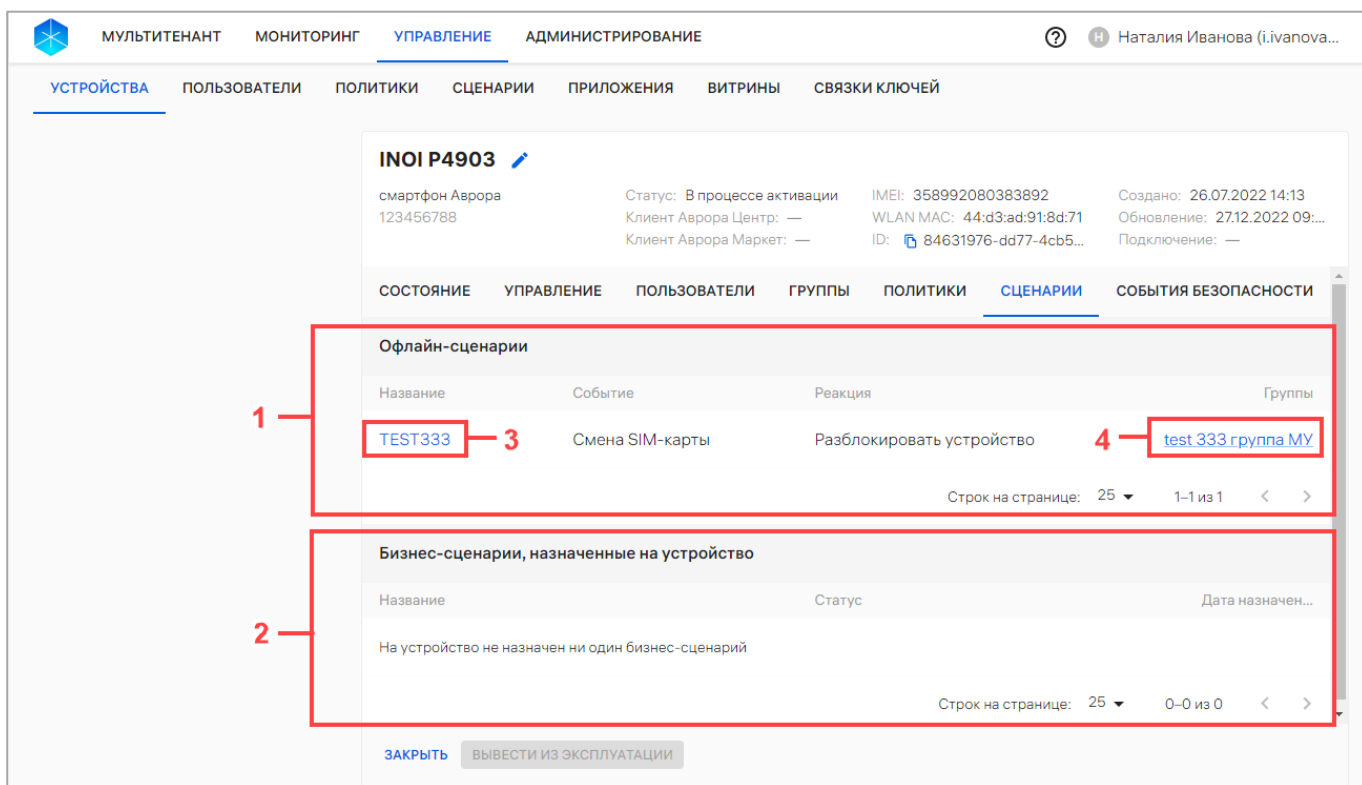 МУЛЬТИТЕНАНТ МОНИТОРИНГ УПРАВЛЕНИЕ АДМИНИСТРИРОВАНИЕ Н Наталия Иванова (i.ivanova...
УСТРОЙСТВА ПОЛЬЗОВАТЕЛИ ПОЛИТИКИ СЦЕНАРИИ ПРИЛОЖЕНИЯ ВИТРИНЫ СВЯЗКИ КЛЮЧЕЙ
INOI P4903
смартфон Аврора Статус: В процессе активации IMEI: 358992080383892 Создано: 26.07.2022 14:13
123456788 Клиент Аврора Центр: — WLAN MAC: 44:d3:ad:91:8d:71 Обновление: 27.12.2022 09:...
Клиент Аврора Маркет: — ID: 84631976-dd77-4cb5... Подключение: —
СОСТОЯНИЕ УПРАВЛЕНИЕ ПОЛЬЗОВАТЕЛИ ГРУППЫ ПОЛИТИКИ СЦЕНАРИИ СОБЫТИЯ БЕЗОПАСНОСТИ
Офлайн-сценарии
Название Событие Реакция Группы
1
TEST333 3 Смена SIM-карты Разблокировать устройство 4 test 333 группа МУ
Строк на странице: 25 1–1 из 1
Бизнес-сценарии, назначенные на устройство
Название Статус Дата назначен...
2
На устройство не назначен ни один бизнес-сценарий
Строк на странице: 25 0–0 из 0
ЗАКРЫТЬ ВЫВЕСТИ ИЗ ЭКСПЛУАТАЦИИ